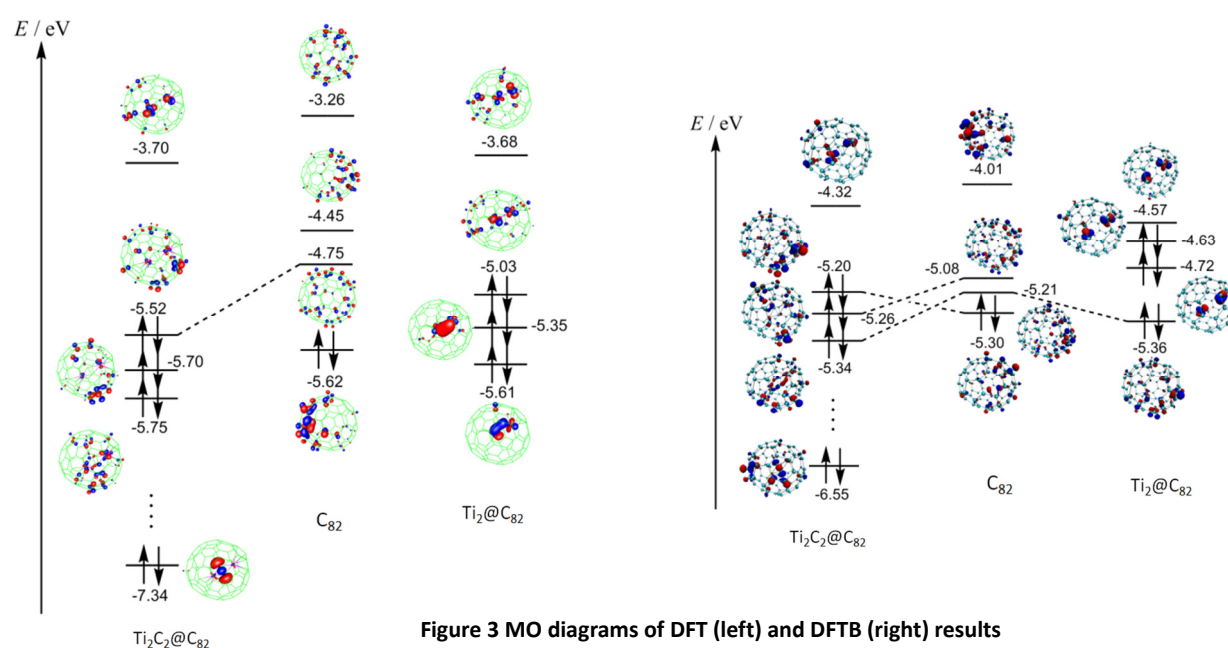 E / eV
-3.26
-3.70
-3.68
-4.45
-4.75
-5.03
-5.52
-5.35
-5.70
-5.62
-5.61
-5.75
C82
Ti2@C82
-7.34
Ti2C2@C82
E / eV
-4.01
-4.32
-4.57
-4.63
-4.72
-5.20
-5.08
-5.21
-5.26
-5.30
-5.34
-5.36
-6.55
C82
Ti2@C82
Ti2C2@C82
Figure 3 MO diagrams of DFT (left) and DFTB (right) results